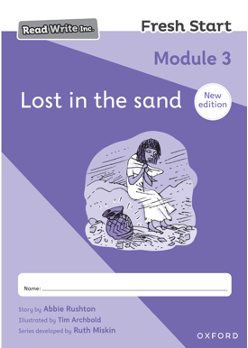 Read Write Inc.
Fresh Start
Module 3
Lost in the sand
New
edition
Name:
Story by Abbie Rushton
Illustrated by Tim Archbold
Series developed by Ruth Miskin
OXFORD